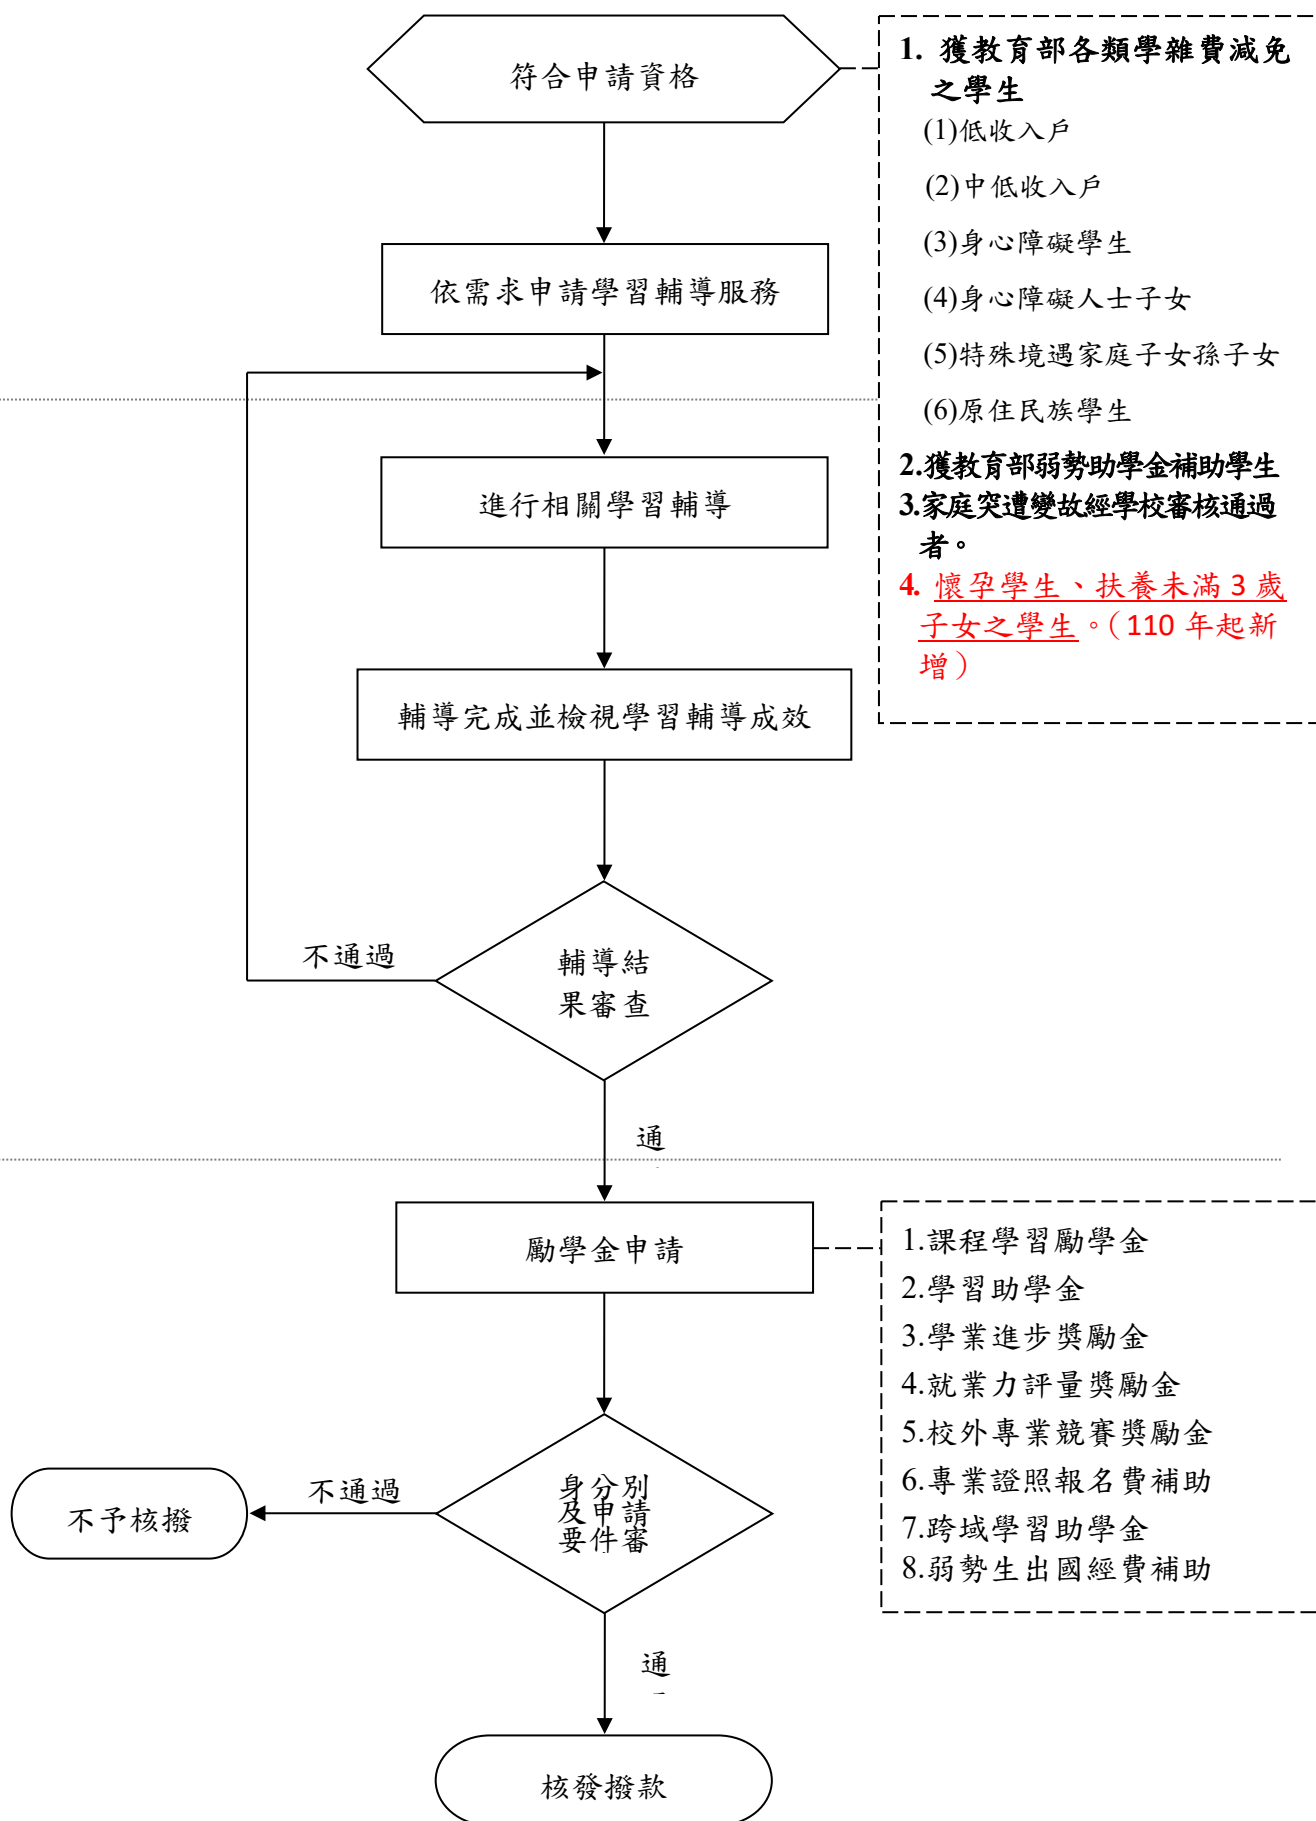 符合申請資格
1. 獲教育部各類學雜費減免
之學生
(1)低收入戶
(2)中低收入戶
(3)身心障礙學生
(4)身心障礙人士子女
(5)特殊境遇家庭子女孫子女
(6)原住民族學生
2.獲教育部弱勢助學金補助學生
3.家庭突遭變故經學校審核通過
者。
4. 懷孕學生、扶養未滿 3 歲
子女之學生。（110 年起新
增）
依需求申請學習輔導服務
進行相關學習輔導
輔導完成並檢視學習輔導成效
不通過
輔導結
果審查
通
勵學金申請
1.課程學習勵學金
2.學習助學金
3.學業進步獎勵金
4.就業力評量獎勵金
5.校外專業競賽獎勵金
6.專業證照報名費補助
7.跨域學習助學金
8.弱勢生出國經費補助
不予核撥
不通過
身分別
及申請
要件審
通
核發撥款